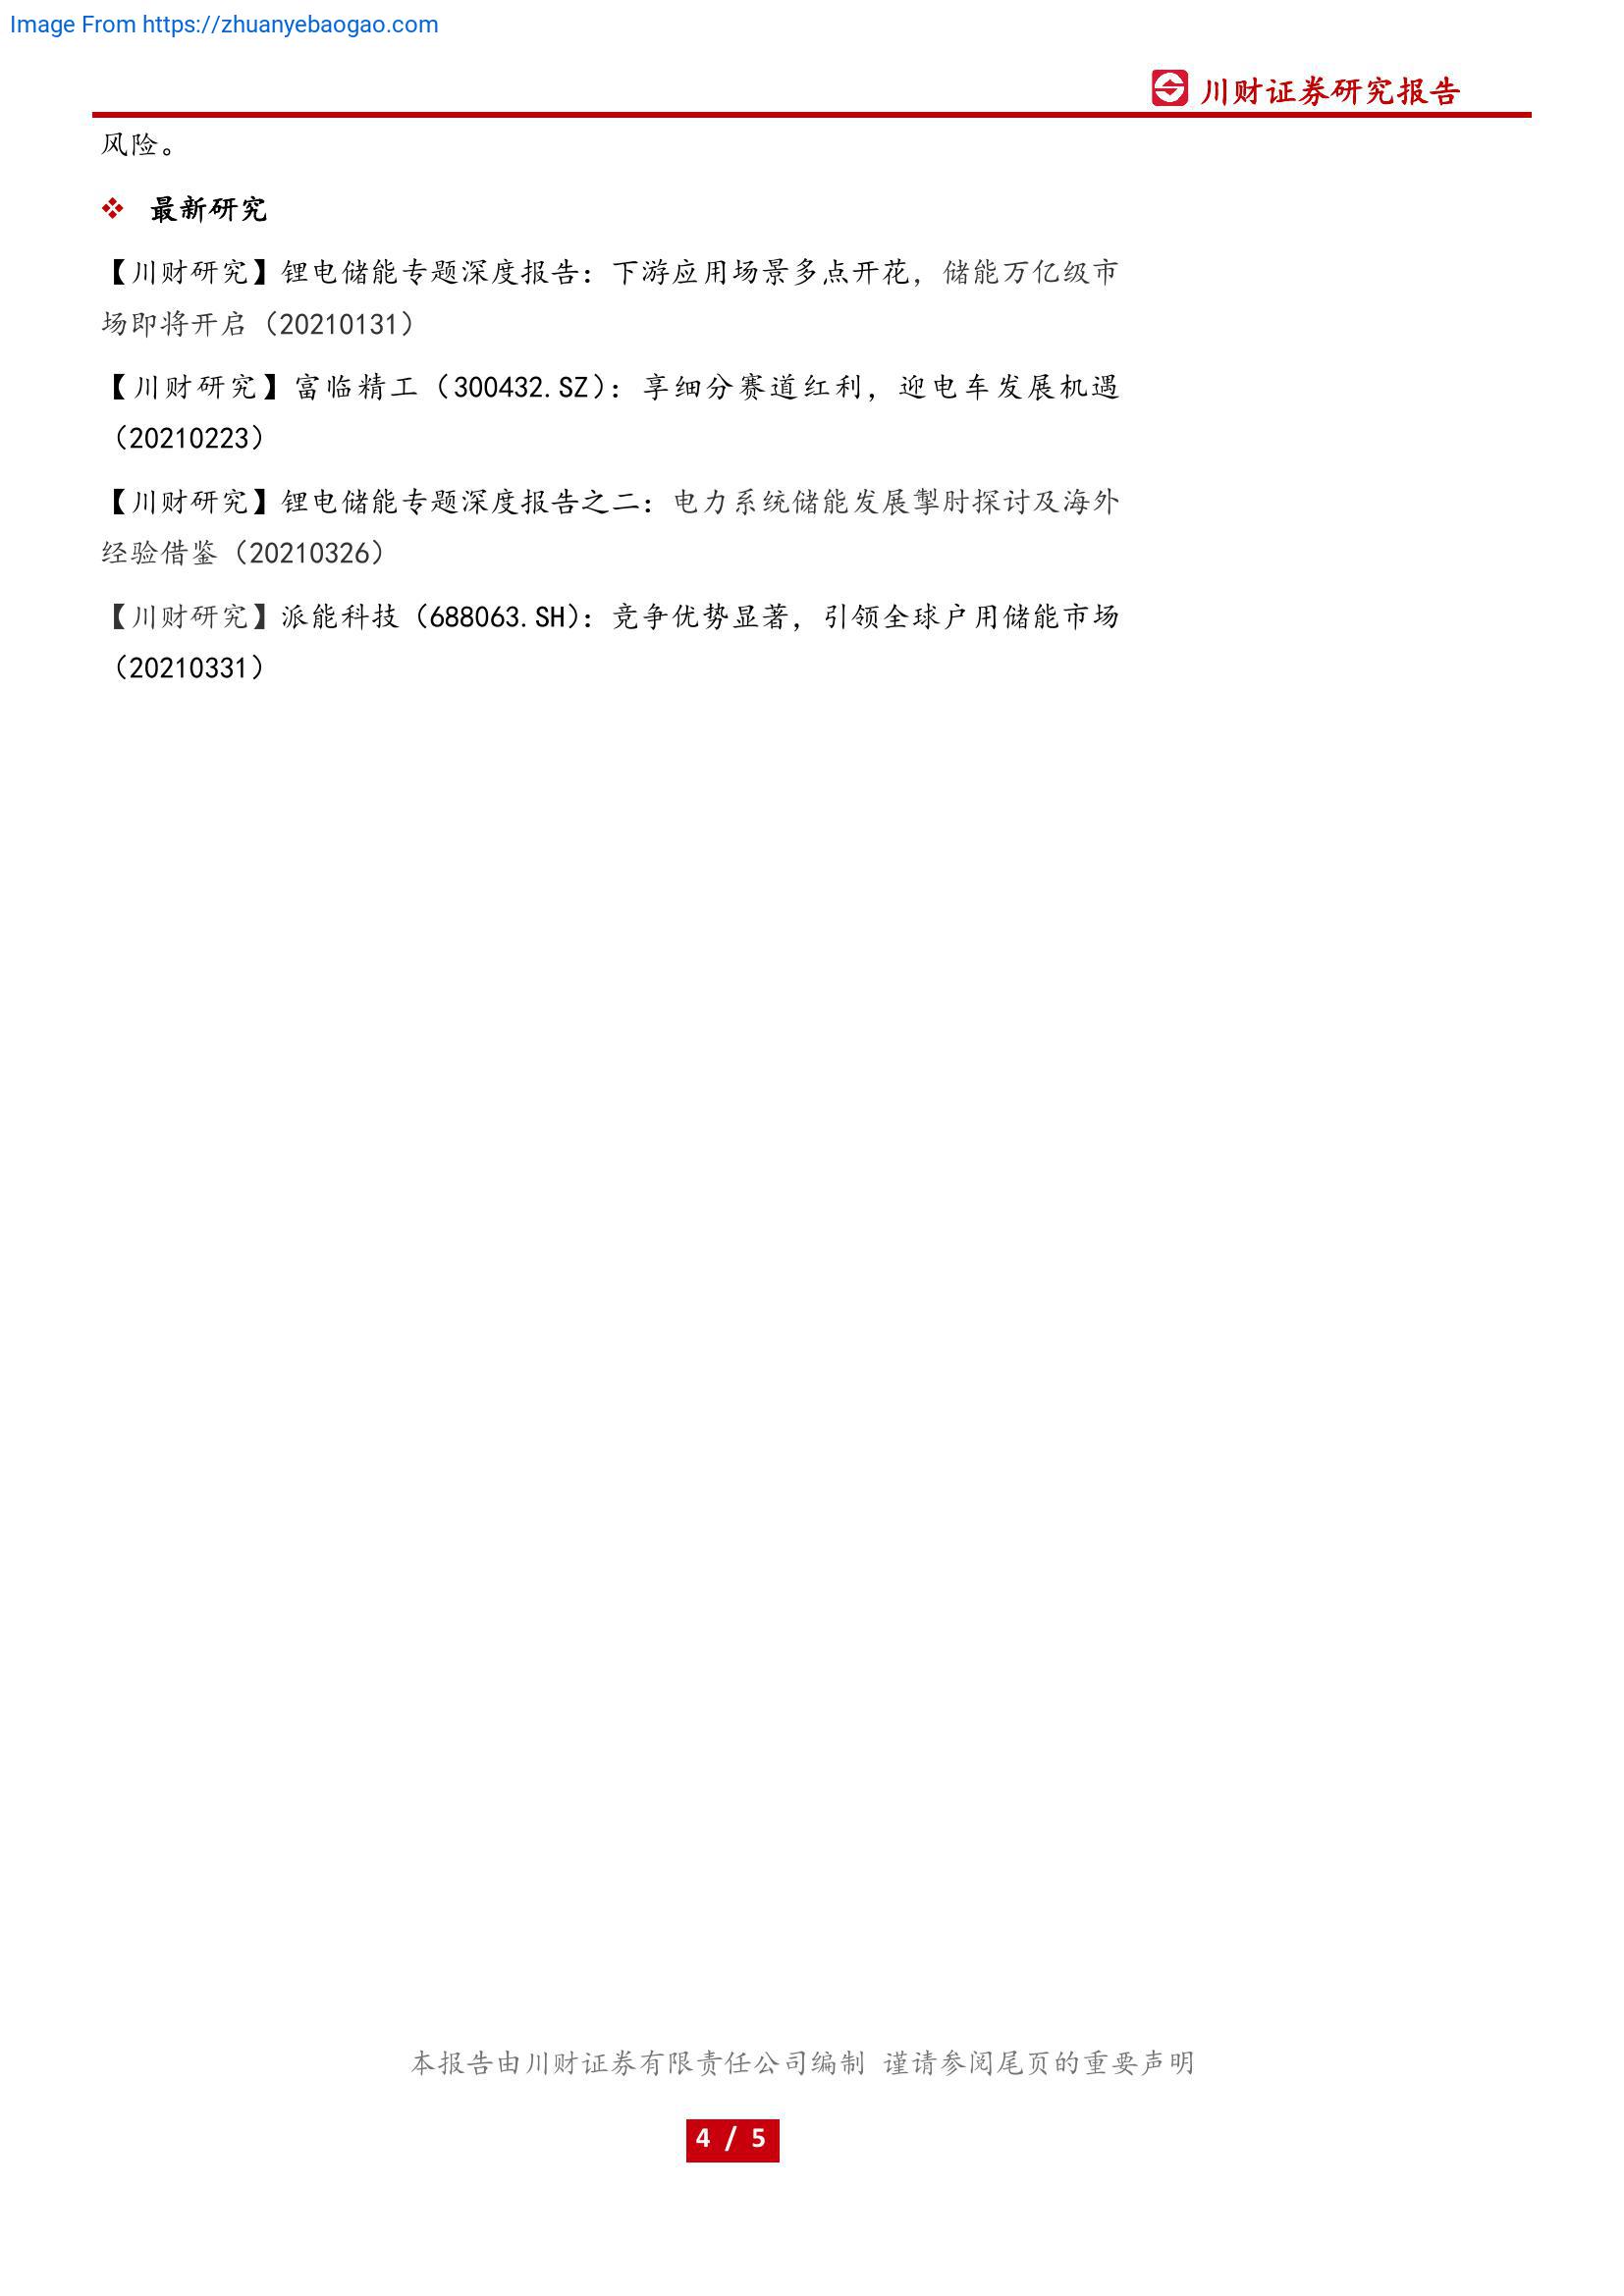 Image From https://zhuanyebaogao.com
川财证券研究报告
风险。
❖ 最新研究
【川财研究】锂电储能专题深度报告：下游应用场景多点开花，储能万亿级市
场即将开启（20210131）
【川财研究】富临精工（300432.SZ）：享细分赛道红利，迎电车发展机遇
（20210223）
【川财研究】锂电储能专题深度报告之二：电力系统储能发展掣肘探讨及海外
经验借鉴（20210326）
【川财研究】派能科技（688063.SH）：竞争优势显著，引领全球户用储能市场
（20210331）
本报告由川财证券有限责任公司编制 谨请参阅尾页的重要声明
4 / 5